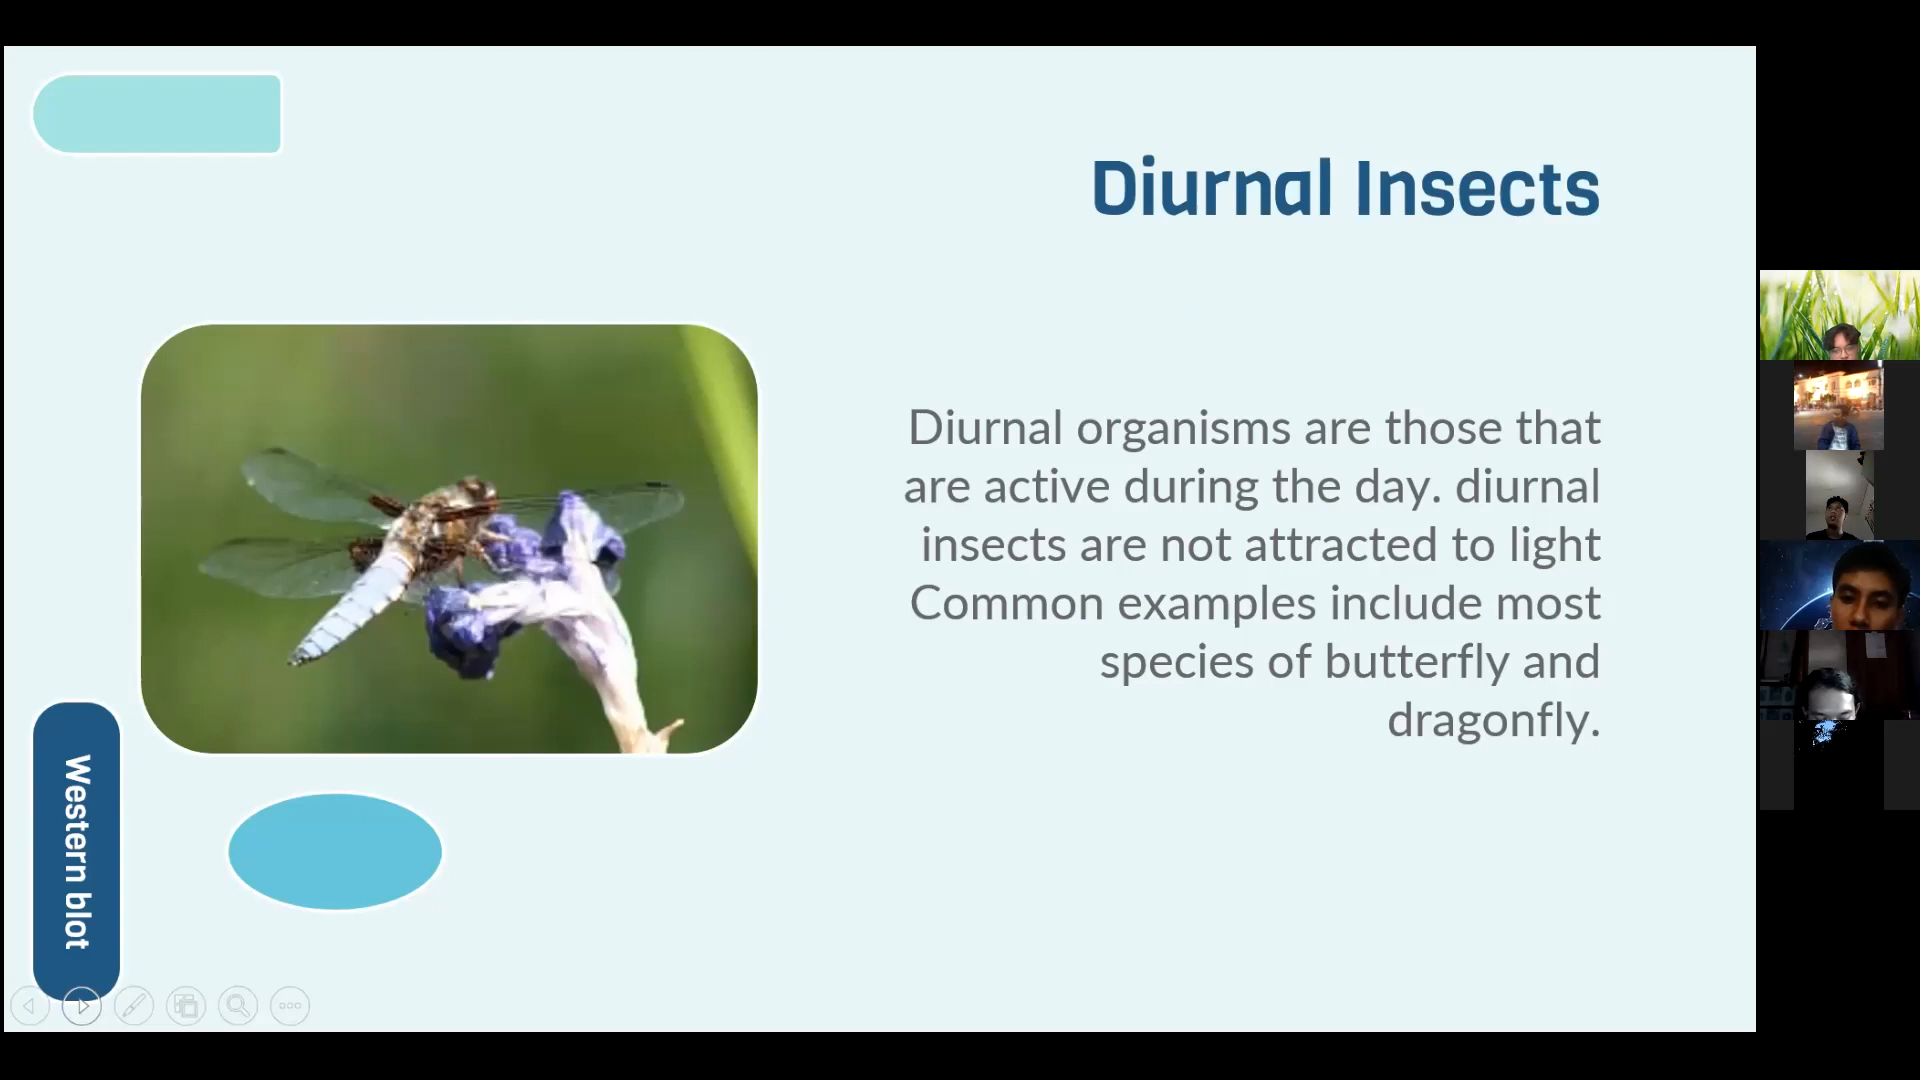 Diurnal Insects
Diurnal organisms are those that
are active during the day. diurnal
insects are not attracted to light
Common examples include most
species of butterfly and
dragonfly.
Western blot